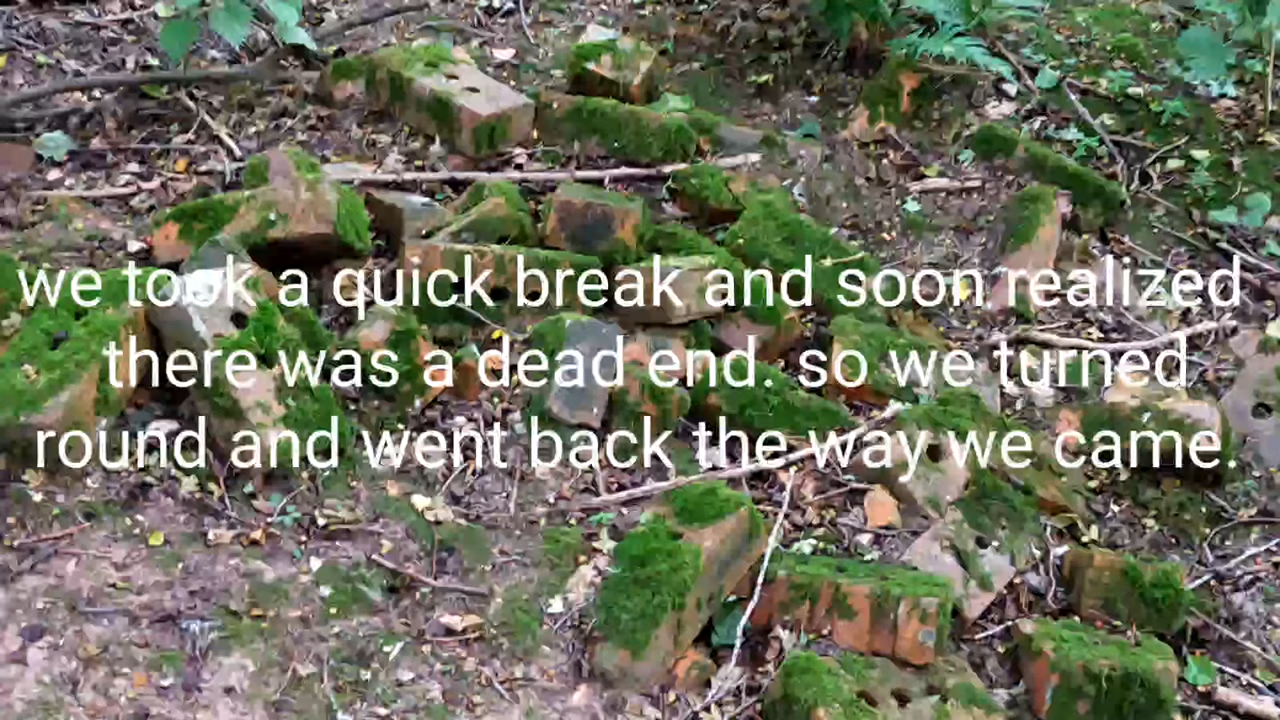 we took a quick break and soon realized
there was a dead end. so we turned
round and went back the way we came.